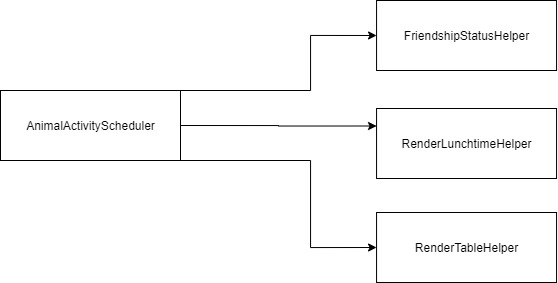 FriendshipStatusHelper
AnimalActivityScheduler
RenderLunchtimeHelper
RenderTableHelper